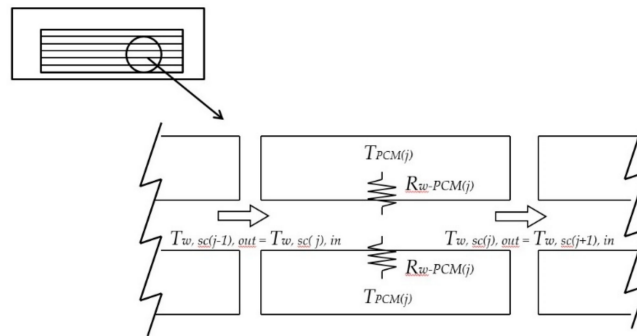 TPCM(j)
Rw-PCM(j)
Tw, sc(j-1), out = Tw, sc( j), in
Tw, sc(j), out = Tw, sc(j+1), in
Rw-PCM(j)
TPCM(j)